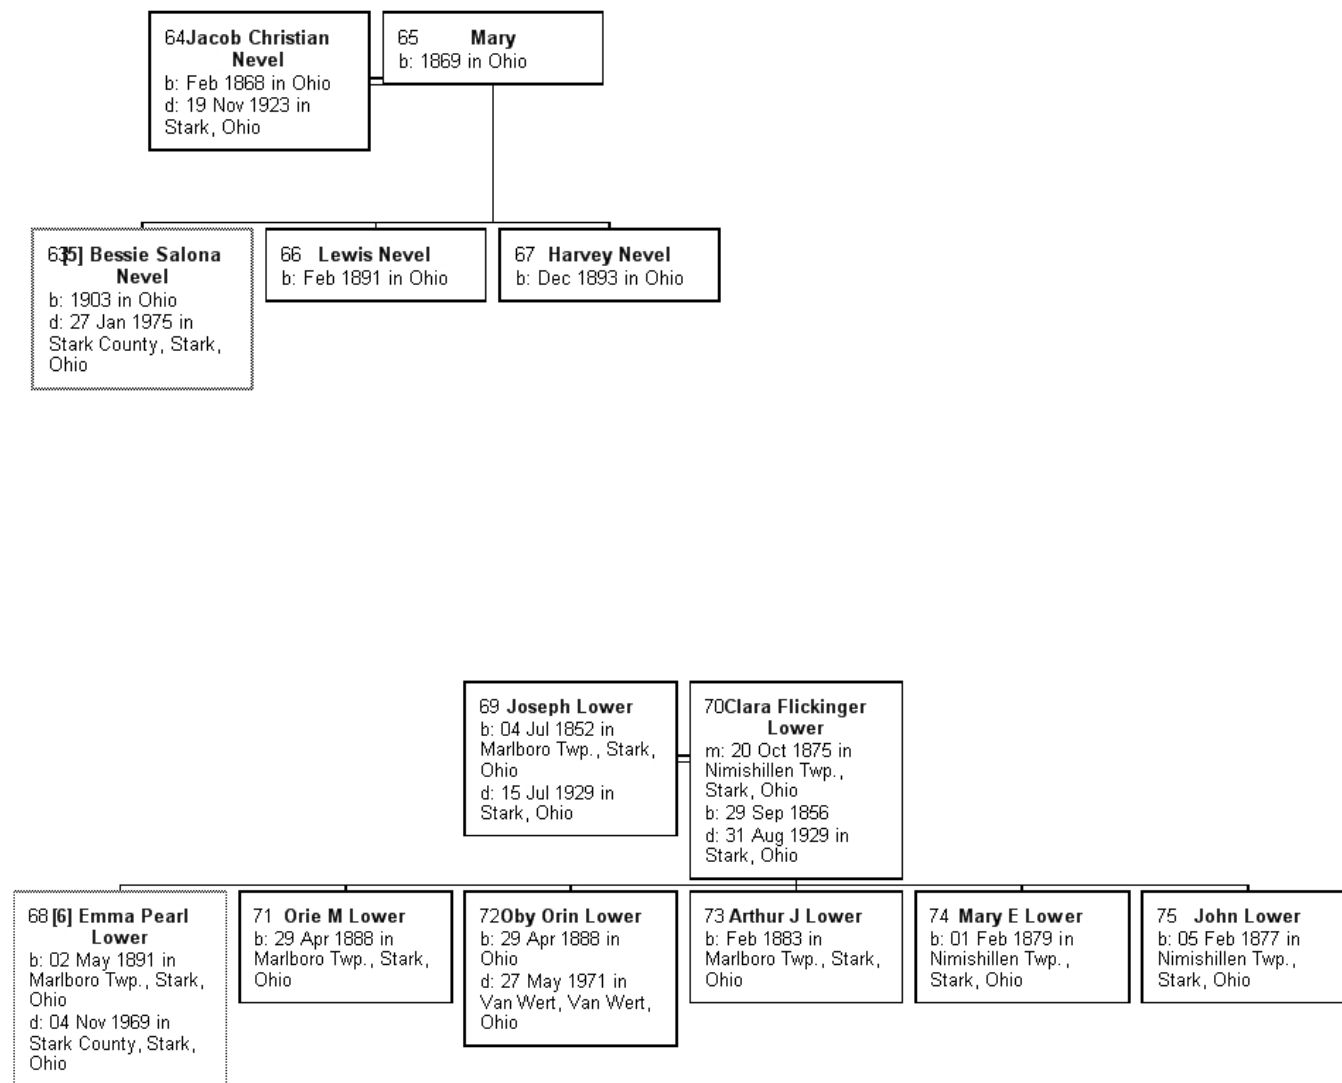 64 Jacob Christian
Nevel
b: Feb 1868 in Ohio
d: 19 Nov 1923 in
Stark, Ohio
65 Mary
b: 1869 in Ohio
63 [5] Bessie Salona
Nevel
b: 1903 in Ohio
d: 27 Jan 1975 in
Stark County, Stark,
Ohio
66 Lewis Nevel
b: Feb 1891 in Ohio
67 Harvey Nevel
b: Dec 1893 in Ohio
69 Joseph Lower
b: 04 Jul 1852 in
Marlboro Twp., Stark,
Ohio
d: 15 Jul 1929 in
Stark, Ohio
70 Clara Flickinger
Lower
m: 20 Oct 1875 in
Nimishillen Twp.,
Stark, Ohio
b: 29 Sep 1856
d: 31 Aug 1929 in
Stark, Ohio
68 [6] Emma Pearl
Lower
b: 02 May 1891 in
Marlboro Twp., Stark,
Ohio
d: 04 Nov 1969 in
Stark County, Stark,
Ohio
71 Orie M Lower
b: 29 Apr 1888 in
Marlboro Twp., Stark,
Ohio
72 Oby Orin Lower
b: 29 Apr 1888 in
Ohio
d: 27 May 1971 in
Van Wert, Van Wert,
Ohio
73 Arthur J Lower
b: Feb 1883 in
Marlboro Twp., Stark,
Ohio
74 Mary E Lower
b: 01 Feb 1879 in
Nimishillen Twp.,
Stark, Ohio
75 John Lower
b: 05 Feb 1877 in
Nimishillen Twp.,
Stark, Ohio